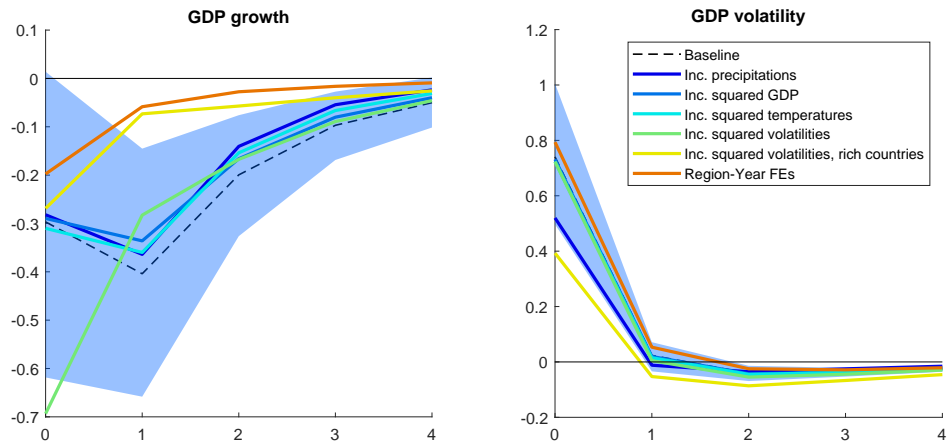 GDP growth
0.1
0
-0.1
-0.2
-0.3
-0.4
-0.5
-0.6
-0.7
0 1 2 3 4
GDP volatility
1.2
1
0.8
0.6
0.4
0.2
0
-0.2
0 1 2 3 4
Baseline
Inc. precipitations
Inc. squared GDP
Inc. squared temperatures
Inc. squared volatilities
Inc. squared volatilities, rich countries
Region-Year FEs